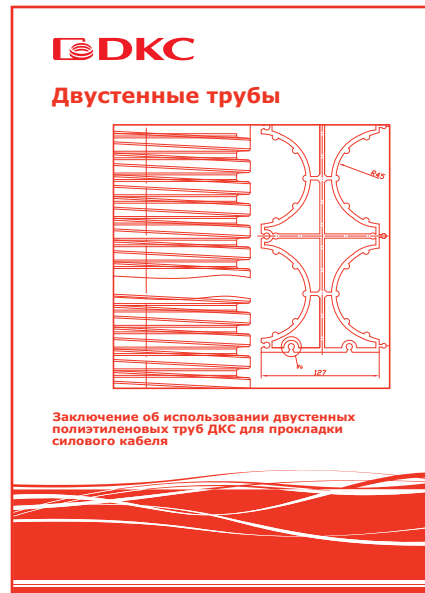 DKC
Двустенные трубы
R45
127
Заключение об использовании двустенных
полиэтиленовых труб ДКС для прокладки
силового кабеля